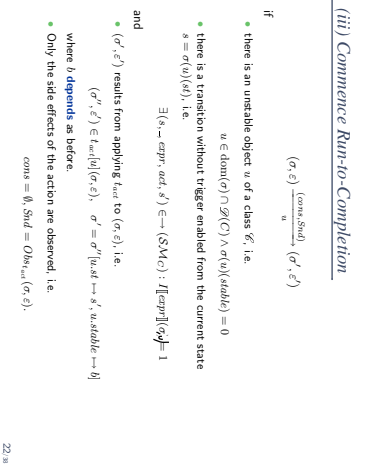 (iii) Commence Run-to-Completion
(σ, ε) —(cons,Snd)/u→ (σ′, ε′)
if
• there is an unstable object u of a class 𝒞, i.e.
u ∈ dom(σ) ∩ 𝒟(C) ∧ σ(u)(stable) = 0
• there is a transition without trigger enabled from the current state
s = σ(u)(st), i.e.
∃ (s, _, expr, act, s′) ∈→ (SM_C) : I⟦expr⟧(σ,u) = 1
and
• (σ′, ε′) results from applying t_act to (σ, ε), i.e.
(σ″, ε′) ∈ t_act[u](σ, ε), σ′ = σ″[u.st ↦ s′, u.stable ↦ b]
where b depends as before.
• Only the side effects of the action are observed, i.e.
cons = ∅, Snd = Obs_t_act (σ, ε).
22/38